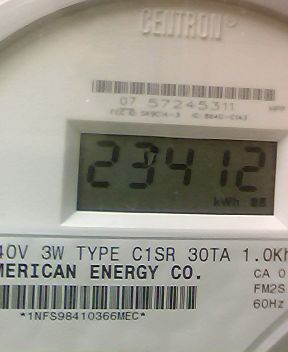 CENTRON®
07 57245311
23412
kWh
40V 3W TYPE C1SR 30TA 1.0Kh
MERICAN ENERGY CO.
CA 0
FM2S
60Hz
*1NFS98410366MEC*